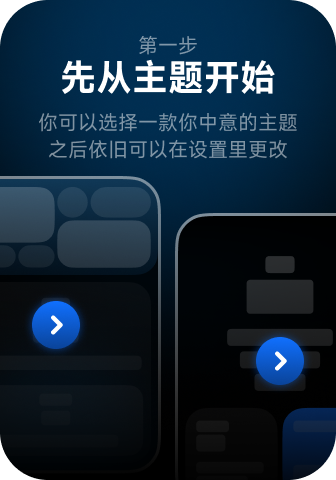 第一步
先从主题开始
你可以选择一款你中意的主题
之后依旧可以在设置里更改